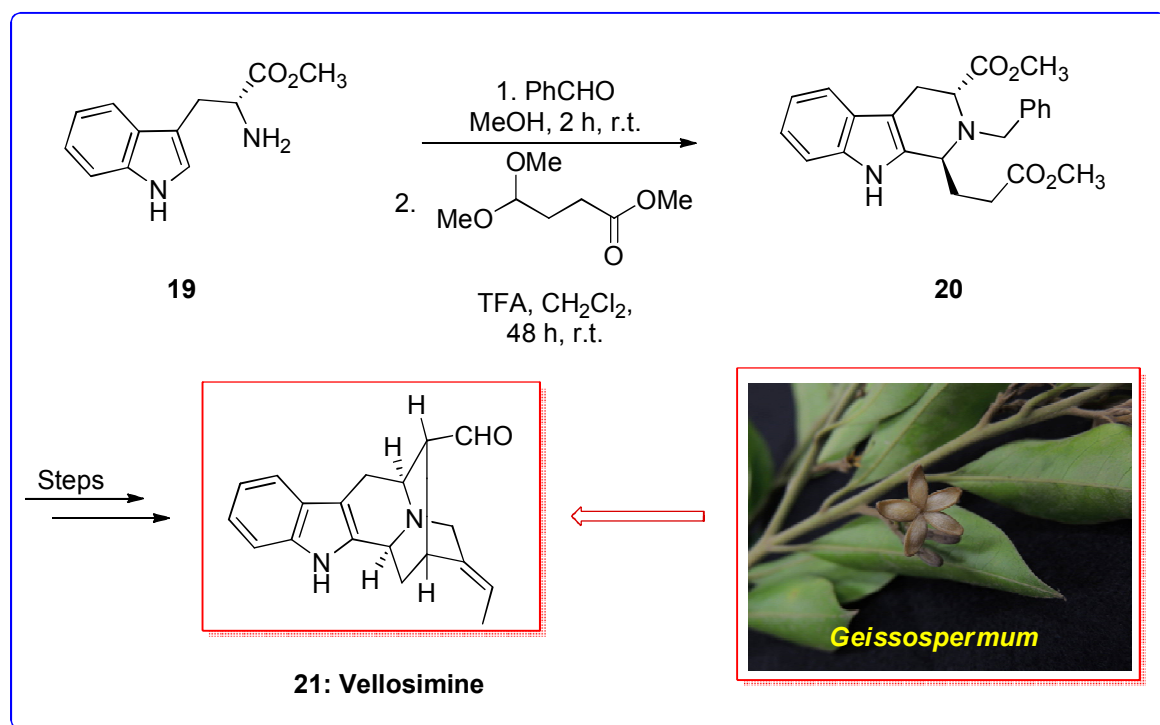 CO₂CH₃
NH₂
N
H
19
1. PhCHO
MeOH, 2 h, r.t.
2.
OMe
MeO
OMe
O
TFA, CH₂Cl₂,
48 h, r.t.
CO₂CH₃
N
Ph
N
H
CO₂CH₃
20
Steps
H
CHO
H
N
N
H
H
H
21: Vellosimine
Geissospermum